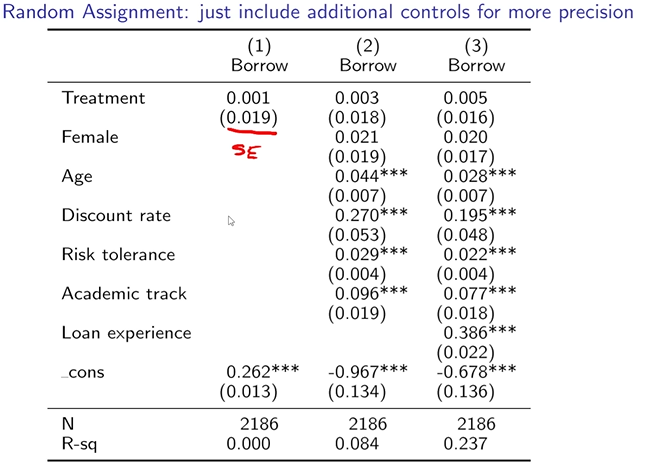 Random Assignment: just include additional controls for more precision
(1) (2) (3)
Borrow Borrow Borrow
Treatment 0.001 0.003 0.005
(0.019) (0.018) (0.016)
SE
Female 0.021 0.020
(0.019) (0.017)
Age 0.044*** 0.028***
(0.007) (0.007)
Discount rate 0.270*** 0.195***
(0.053) (0.048)
Risk tolerance 0.029*** 0.022***
(0.004) (0.004)
Academic track 0.096*** 0.077***
(0.019) (0.018)
Loan experience 0.386***
(0.022)
_cons 0.262*** -0.967*** -0.678***
(0.013) (0.134) (0.136)
N 2186 2186 2186
R-sq 0.000 0.084 0.237